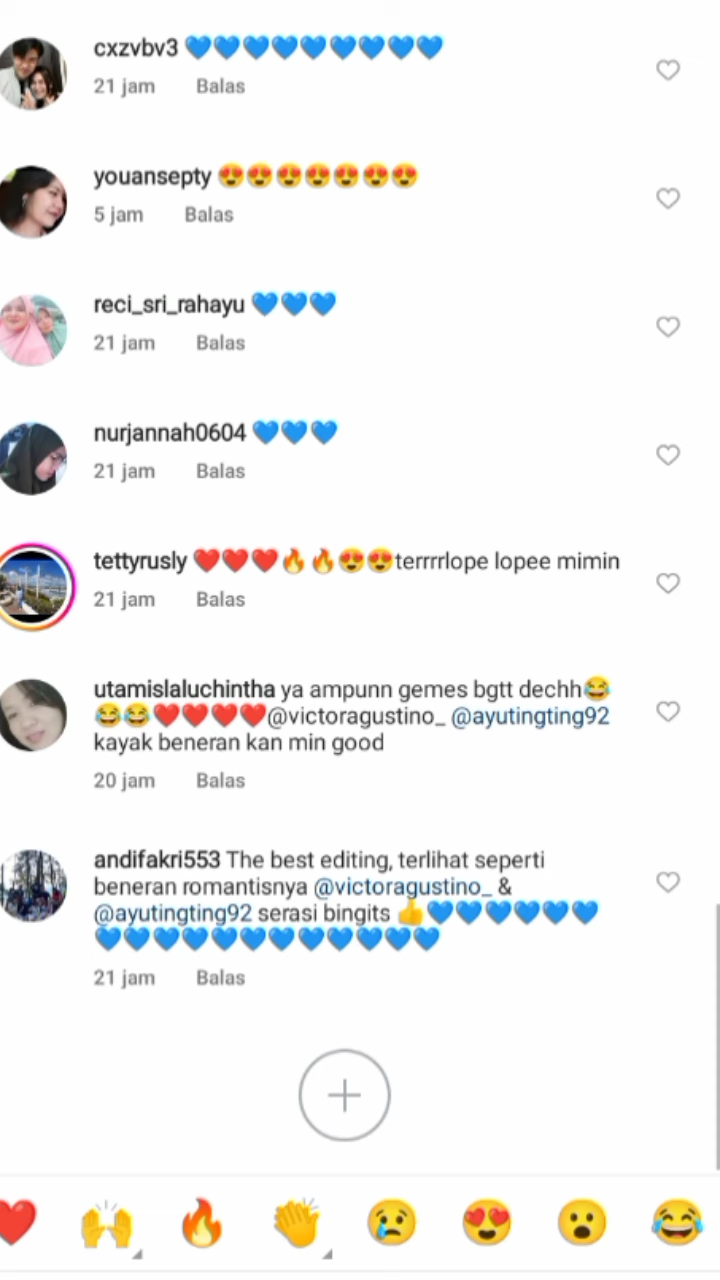 cxzvbv3 💙💙💙💙💙💙💙💙💙
21 jam Balas
youansepty 😍😍😍😍😍😍😍
5 jam Balas
reci_sri_rahayu 💙💙💙
21 jam Balas
nurjannah0604 💙💙💙
21 jam Balas
tettyrusly ❤️❤️❤️🔥🔥😍😍terrrrlope lopee mimin
21 jam Balas
utamislaluchintha ya ampunn gemes bgtt dechh😂
😂😂❤️❤️❤️❤️@victoragustino_ @ayutingting92
kayak beneran kan min good
20 jam Balas
andifakri553 The best editing, terlihat seperti
beneran romantisnya @victoragustino_ &
@ayutingting92 serasi bingits 👍💙💙💙💙💙💙
💙💙💙💙💙💙💙💙💙💙💙💙
21 jam Balas